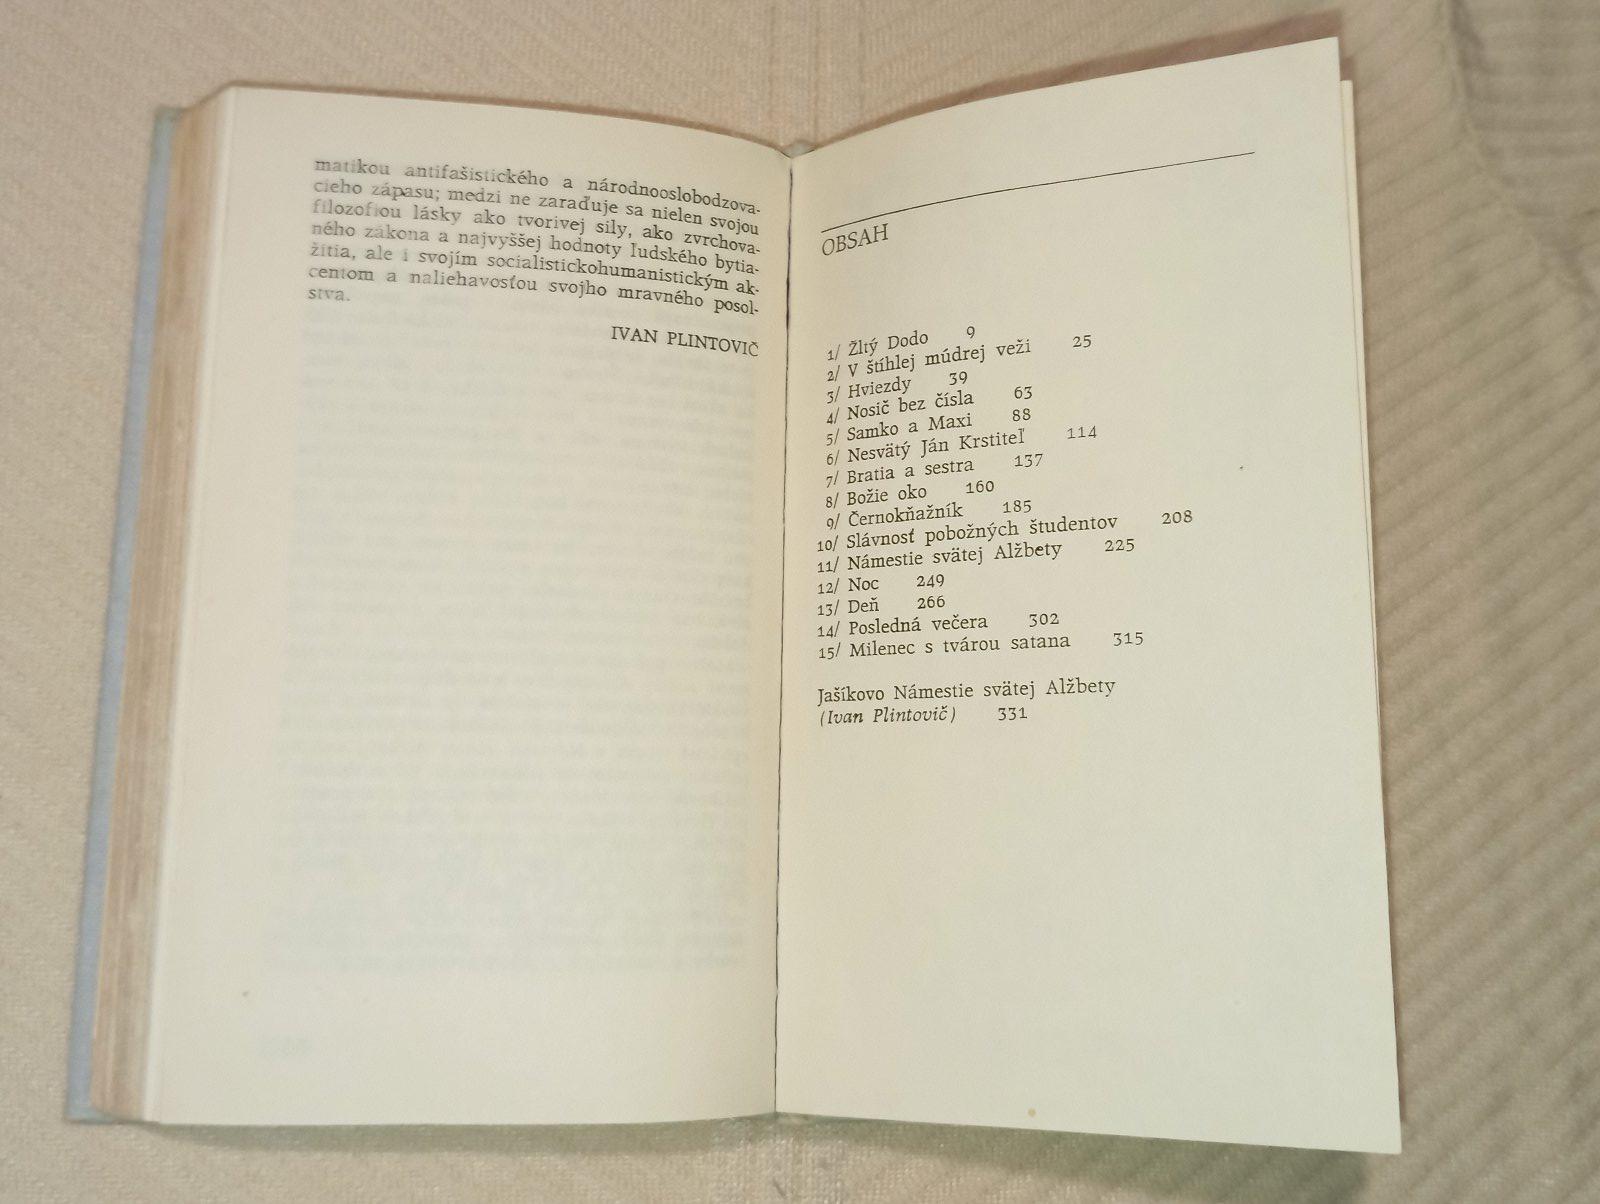 matikou antifašistického a národnooslobodzova-
cieho zápasu; medzi ne zaraďuje sa nielen svojou
filozofiou lásky ako tvorivej sily, ako zvrchova-
ného zákona a najvyššej hodnoty ľudského bytia-
žitia, ale i svojím socialistickohumanistickým ak-
centom a naliehavosťou svojho mravného posol-
stva.
IVAN PLINTOVIČ
OBSAH
1/ Žltý Dodo 9
2/ V štíhlej múdrej veži 25
3/ Hviezdy 39
4/ Nosič bez čísla 63
5/ Samko a Maxi 88
6/ Nesvätý Ján Krstiteľ 114
7/ Bratia a sestra 137
8/ Božie oko 160
9/ Černokňažník 185
10/ Slávnosť pobožných študentov 208
11/ Námestie svätej Alžbety 225
12/ Noc 249
13/ Deň 266
14/ Posledná večera 302
15/ Milenec s tvárou satana 315
Jašíkovo Námestie svätej Alžbety
(Ivan Plintovič) 331